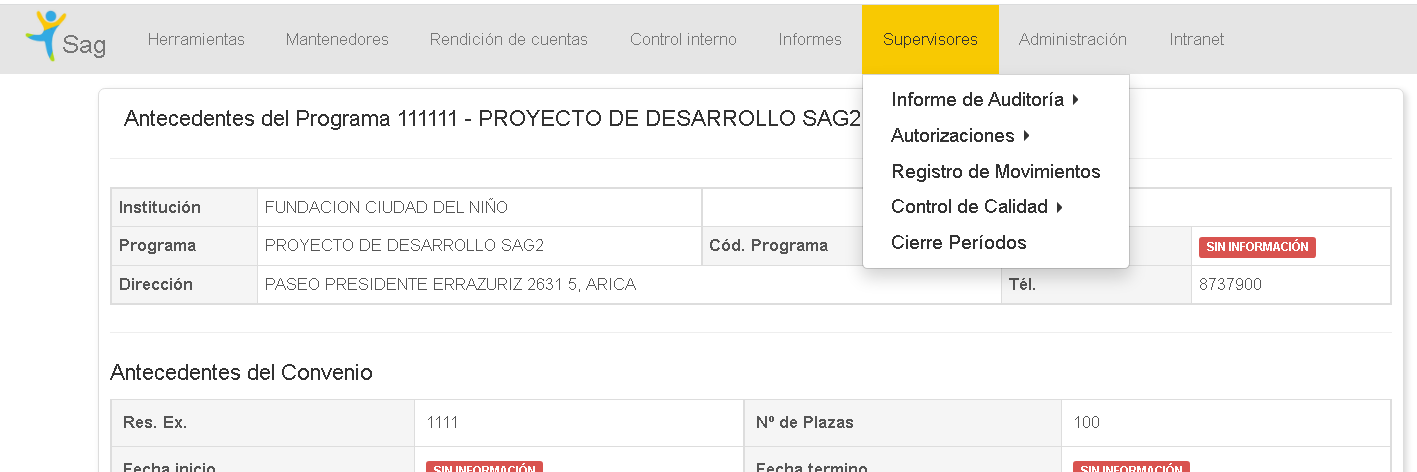 Sag Herramientas Mantenedores Rendición de cuentas Control interno Informes Supervisores Administración Intranet
Informe de Auditoría
Autorizaciones
Registro de Movimientos
Control de Calidad
Cierre Períodos
Antecedentes del Programa 111111 - PROYECTO DE DESARROLLO SAG2
Institución FUNDACION CIUDAD DEL NIÑO
Programa PROYECTO DE DESARROLLO SAG2 Cód. Programa SIN INFORMACIÓN
Dirección PASEO PRESIDENTE ERRAZURIZ 2631 5, ARICA Tél. 8737900
Antecedentes del Convenio
Res. Ex. 1111 Nº de Plazas 100
Fecha inicio SIN INFORMACIÓN Fecha termino SIN INFORMACIÓN